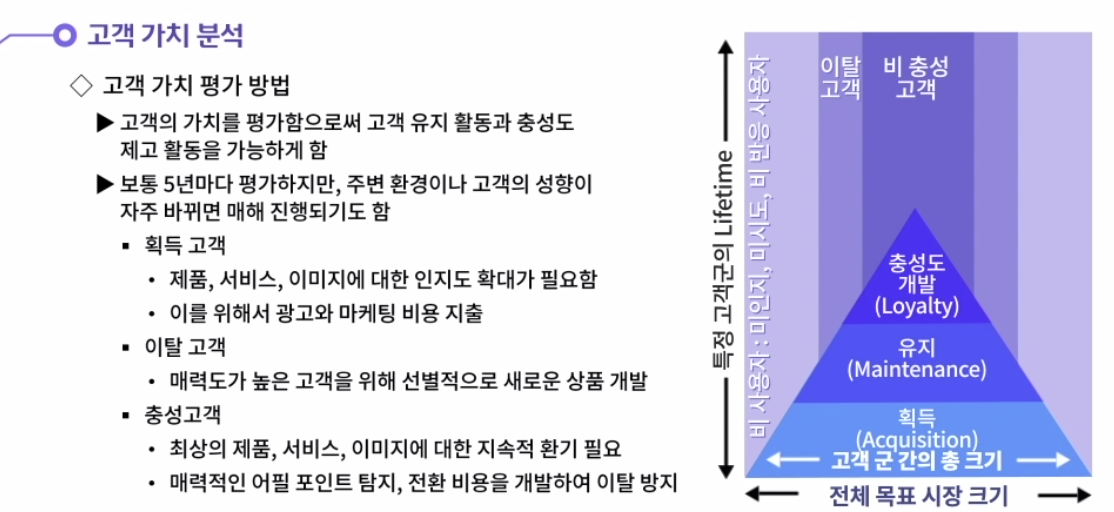 고객 가치 분석
◇ 고객 가치 평가 방법
▶ 고객의 가치를 평가함으로써 고객 유지 활동과 충성도
제고 활동을 가능하게 함
▶ 보통 5년마다 평가하지만, 주변 환경이나 고객의 성향이
자주 바뀌면 매해 진행되기도 함
▪ 획득 고객
• 제품, 서비스, 이미지에 대한 인지도 확대가 필요함
• 이를 위해서 광고와 마케팅 비용 지출
▪ 이탈 고객
• 매력도가 높은 고객을 위해 선별적으로 새로운 상품 개발
▪ 충성고객
• 최상의 제품, 서비스, 이미지에 대한 지속적 환기 필요
• 매력적인 어필 포인트 탐지, 전환 비용을 개발하여 이탈 방지
특정 고객군의 Lifetime
비 사용자 : 미인지, 미시도, 비 반응 사용자
이탈
고객
비 충성
고객
충성도
개발
(Loyalty)
유지
(Maintenance)
획득
(Acquisition)
고객 군 간의 총 크기
전체 목표 시장 크기